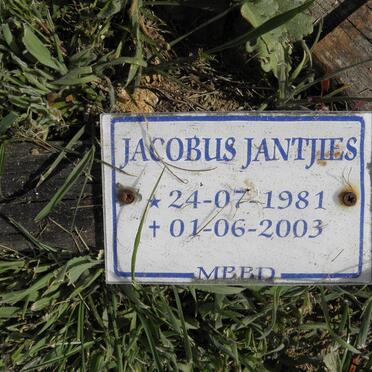 JACOBUS JANTJIES
★ 24-07-1981
✝ 01-06-2003
MBBD